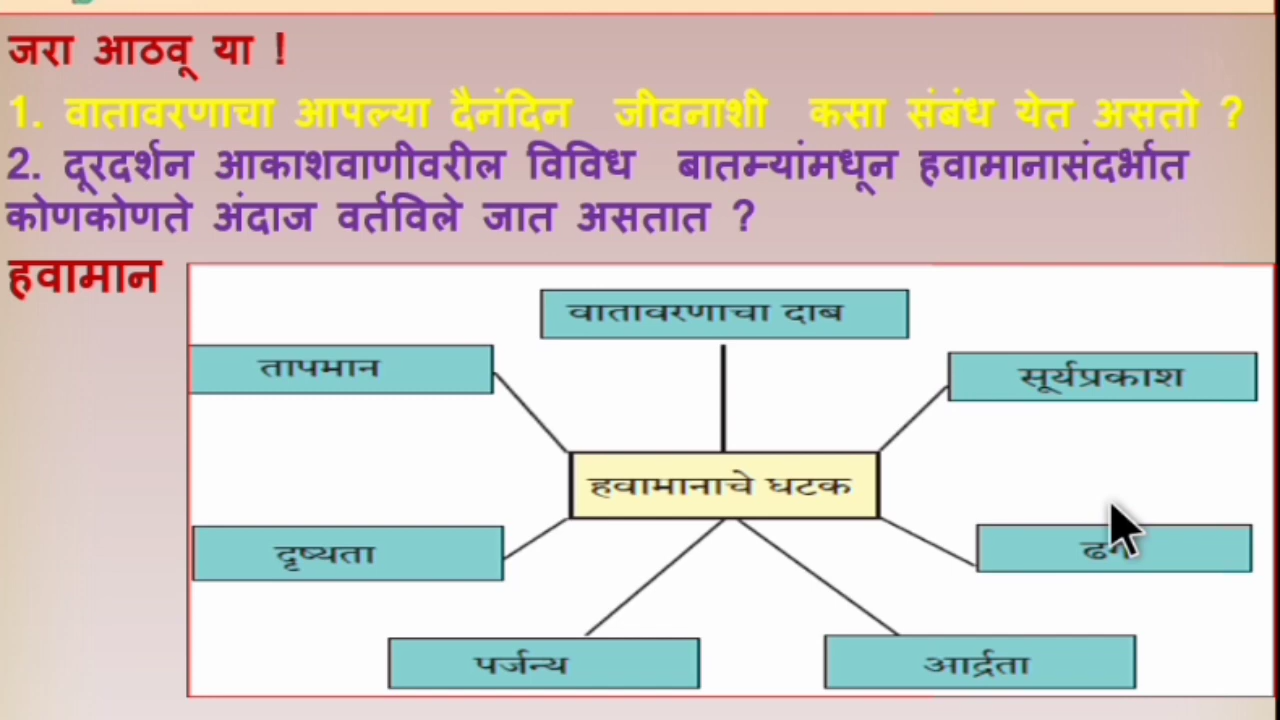 जरा आठवू या !
1. वातावरणाचा आपल्या दैनंदिन जीवनाशी कसा संबंध येत असतो ?
2. दूरदर्शन आकाशवाणीवरील विविध बातम्यांमधून हवामानासंदर्भात
कोणकोणते अंदाज वर्तविले जात असतात ?
हवामान
वातावरणाचा दाब
तापमान
सूर्यप्रकाश
हवामानाचे घटक
दृष्यता
पर्जन्य
आर्द्रता